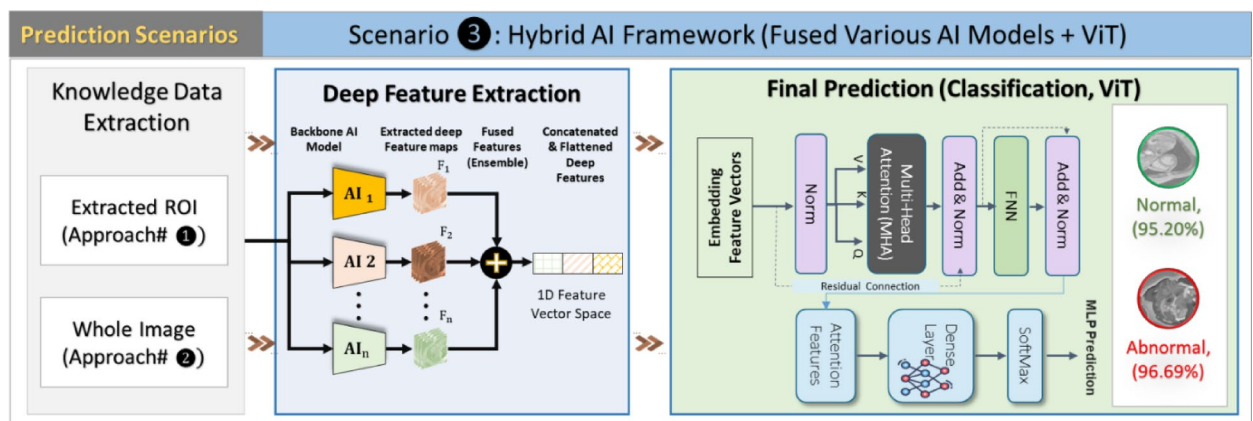 Prediction Scenarios
Scenario ❸: Hybrid AI Framework (Fused Various AI Models + ViT)
Knowledge Data
Extraction
Extracted ROI
(Approach# ❶)
Whole Image
(Approach# ❷)
Deep Feature Extraction
Backbone AI
Model
Extracted deep
Feature maps
Fused
Features
(Ensemble)
Concatenated
& Flattened
Deep
Features
AI 1
F1
AI 2
F2
AIn
Fn
1D Feature
Vector Space
Final Prediction (Classification, ViT)
Embedding
Feature Vectors
Norm
V
K
Q
Multi-Head
Attention (MHA)
Add & Norm
FNN
Add & Norm
Residual Connection
Attention
Features
Dense
Layer
SoftMax
MLP Prediction
Normal,
(95.20%)
Abnormal,
(96.69%)